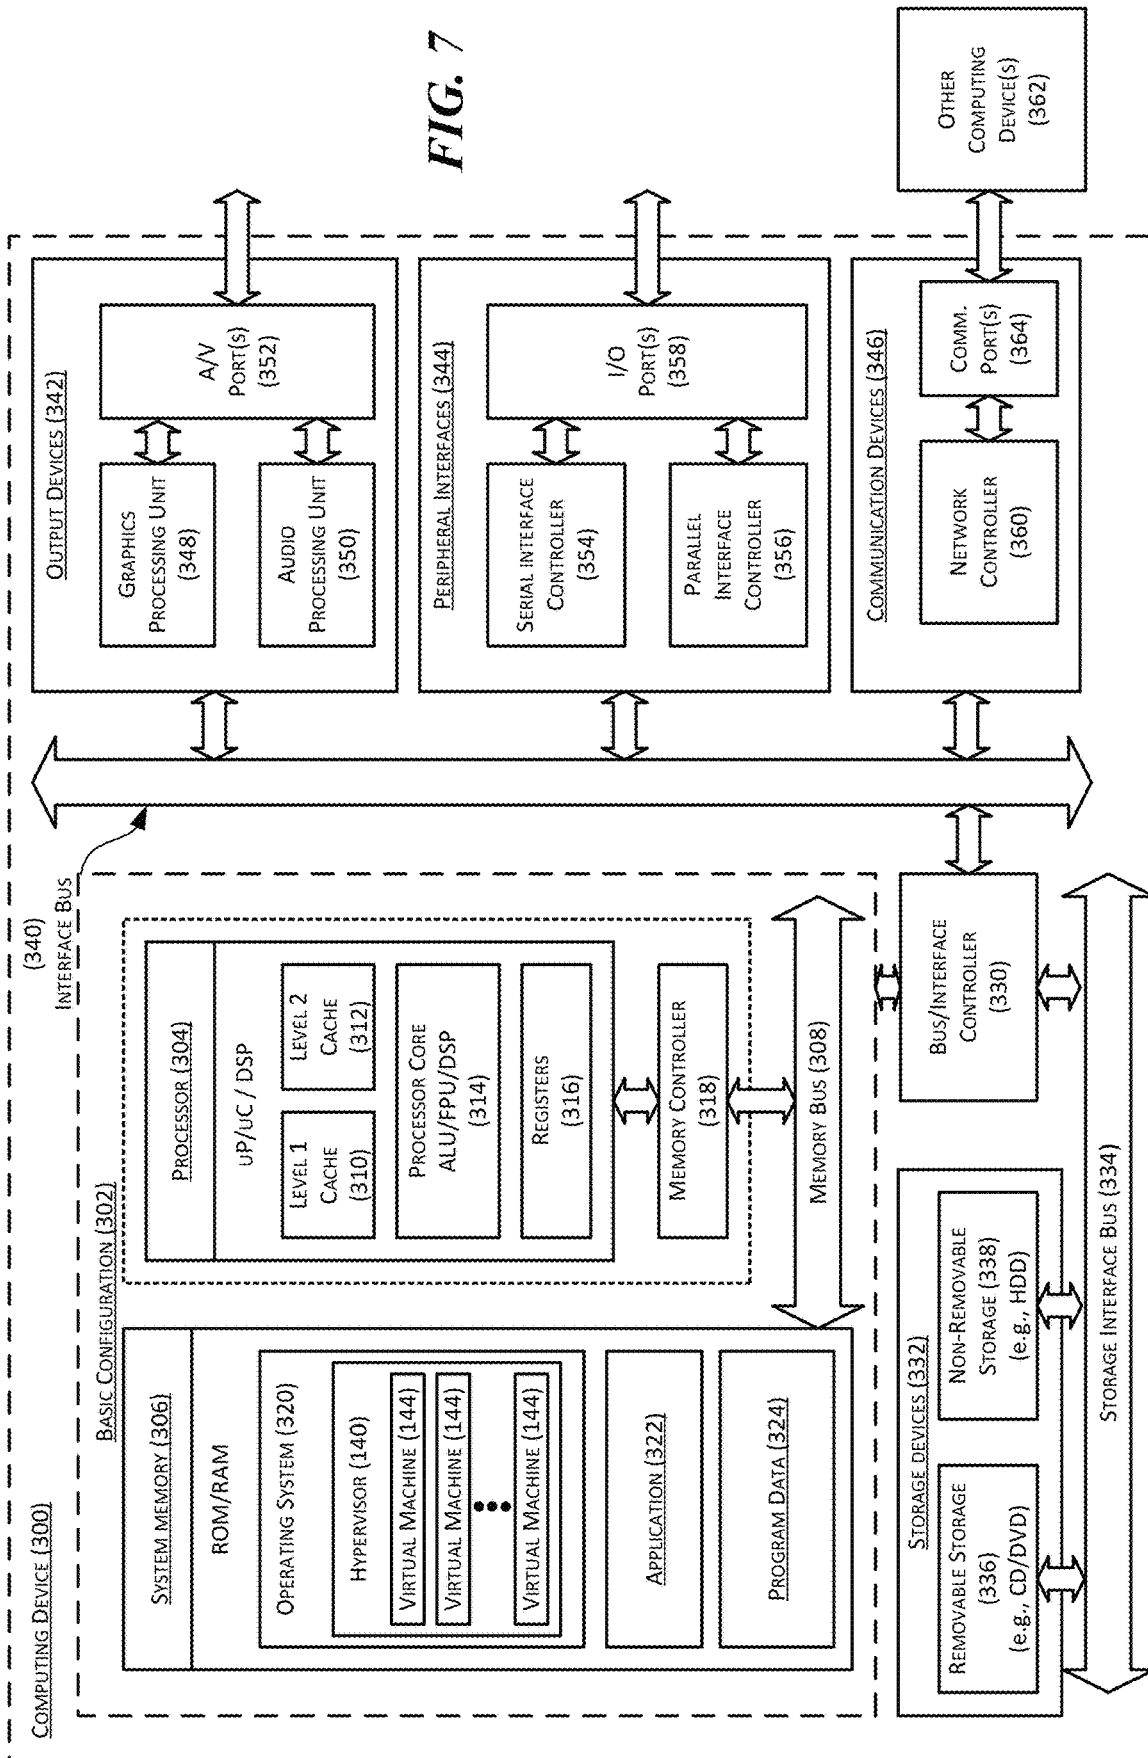 COMPUTING DEVICE (300)
BASIC CONFIGURATION (302)
SYSTEM MEMORY (306)
ROM/RAM
OPERATING SYSTEM (320)
HYPERVISOR (140)
VIRTUAL MACHINE (144)
VIRTUAL MACHINE (144)
VIRTUAL MACHINE (144)
APPLICATION (322)
PROGRAM DATA (324)
PROCESSOR (304)
uP/uC / DSP
LEVEL 1
CACHE
(310)
LEVEL 2
CACHE
(312)
PROCESSOR CORE
ALU/FPU/DSP
(314)
REGISTERS
(316)
MEMORY CONTROLLER
(318)
MEMORY BUS (308)
(340)
INTERFACE BUS
STORAGE DEVICES (332)
REMOVABLE STORAGE
(336)
(e.g., CD/DVD)
NON-REMOVABLE
STORAGE (338)
(e.g., HDD)
BUS/INTERFACE
CONTROLLER
(330)
STORAGE INTERFACE BUS (334)
OUTPUT DEVICES (342)
GRAPHICS
PROCESSING UNIT
(348)
AUDIO
PROCESSING UNIT
(350)
A/V
PORT(S)
(352)
PERIPHERAL INTERFACES (344)
SERIAL INTERFACE
CONTROLLER
(354)
PARALLEL
INTERFACE
CONTROLLER
(356)
I/O
PORT(S)
(358)
COMMUNICATION DEVICES (346)
NETWORK
CONTROLLER
(360)
COMM.
PORT(S)
(364)
OTHER
COMPUTING
DEVICE(S)
(362)
FIG. 7